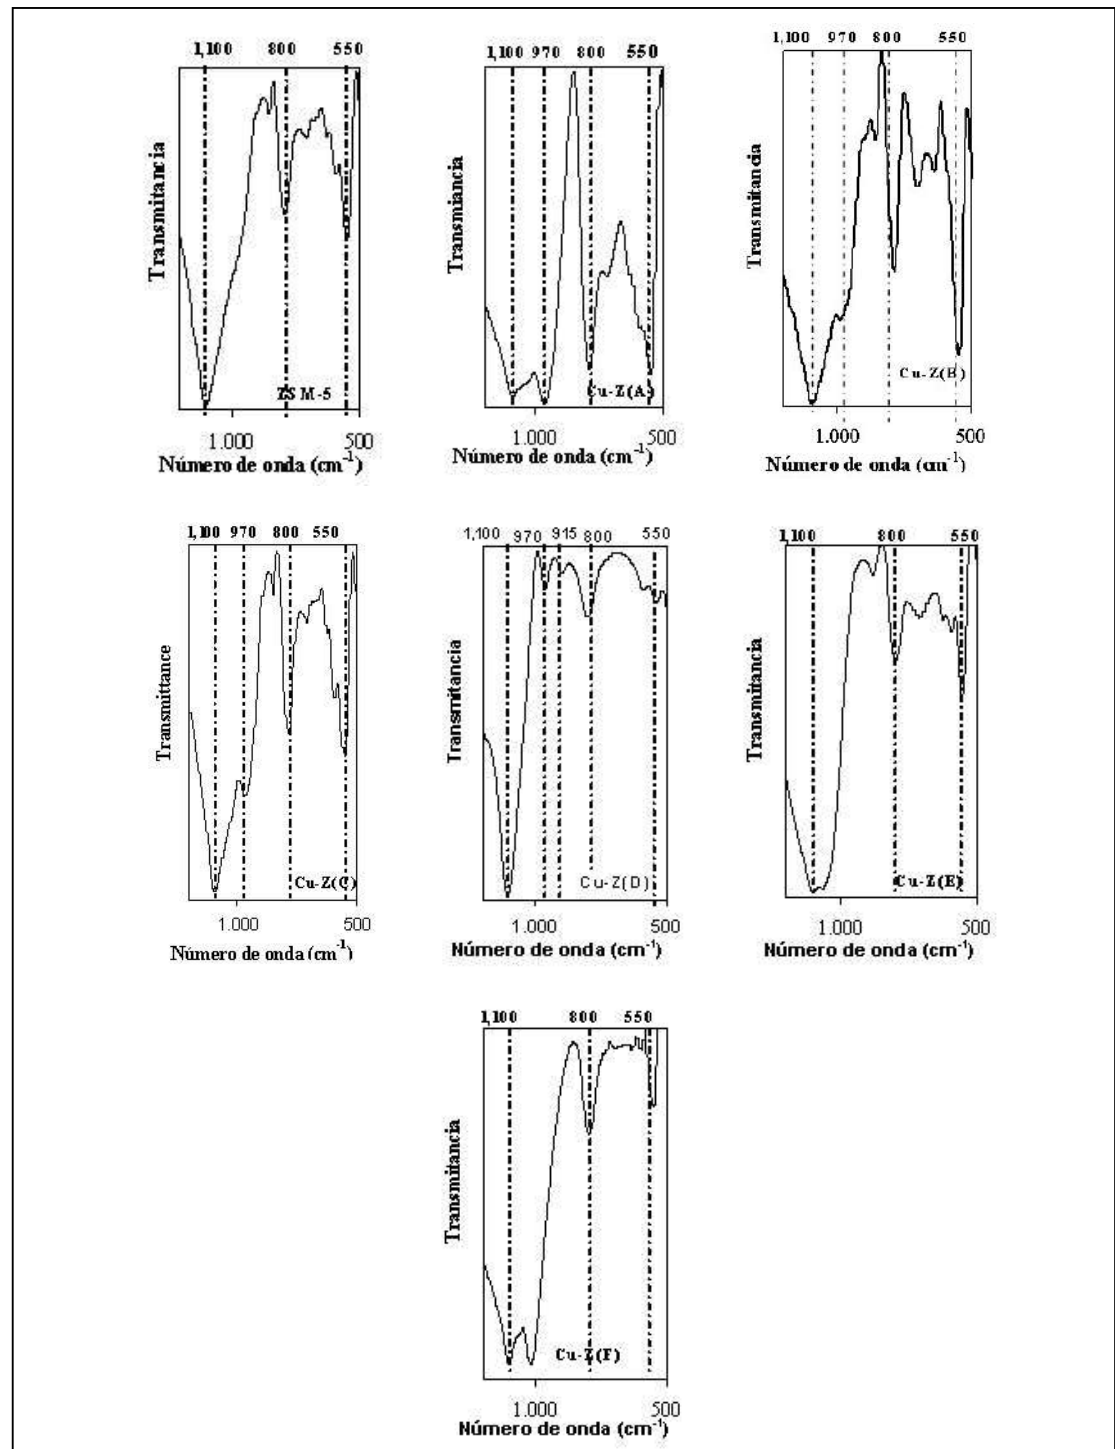 1,100 800 550
Transmitancia
ZSM-5
1.000 500
Número de onda (cm-1)
1,100 970 800 550
Transmiancia
Cu-Z(A)
1.000 500
Número de onda (cm-1)
1,100 970 800 550
Transmitancia
Cu-Z(B)
1.000 500
Número de onda (cm-1)
1,100 970 800 550
Transmittance
Cu-Z(C)
1.000 500
Número de onda (cm-1)
1,100 970 915 800 550
Transmitancia
Cu-Z(D)
1.000 500
Número de onda (cm-1)
1,100 800 550
Transmitancia
Cu-Z(E)
1.000 500
Número de onda (cm-1)
1,100 800 550
Transmitancia
Cu-Z(F)
1.000 500
Número de onda (cm-1)